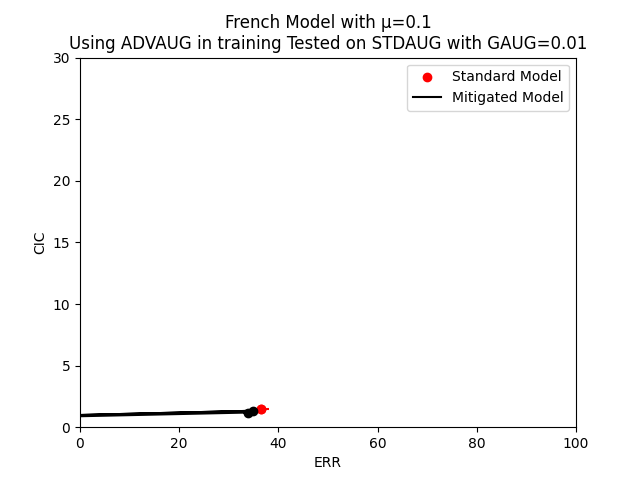 French Model with μ=0.1
Using ADVAUG in training Tested on STDAUG with GAUG=0.01
Standard Model
Mitigated Model
CIC
30
25
20
15
10
5
0
0 20 40 60 80 100
ERR